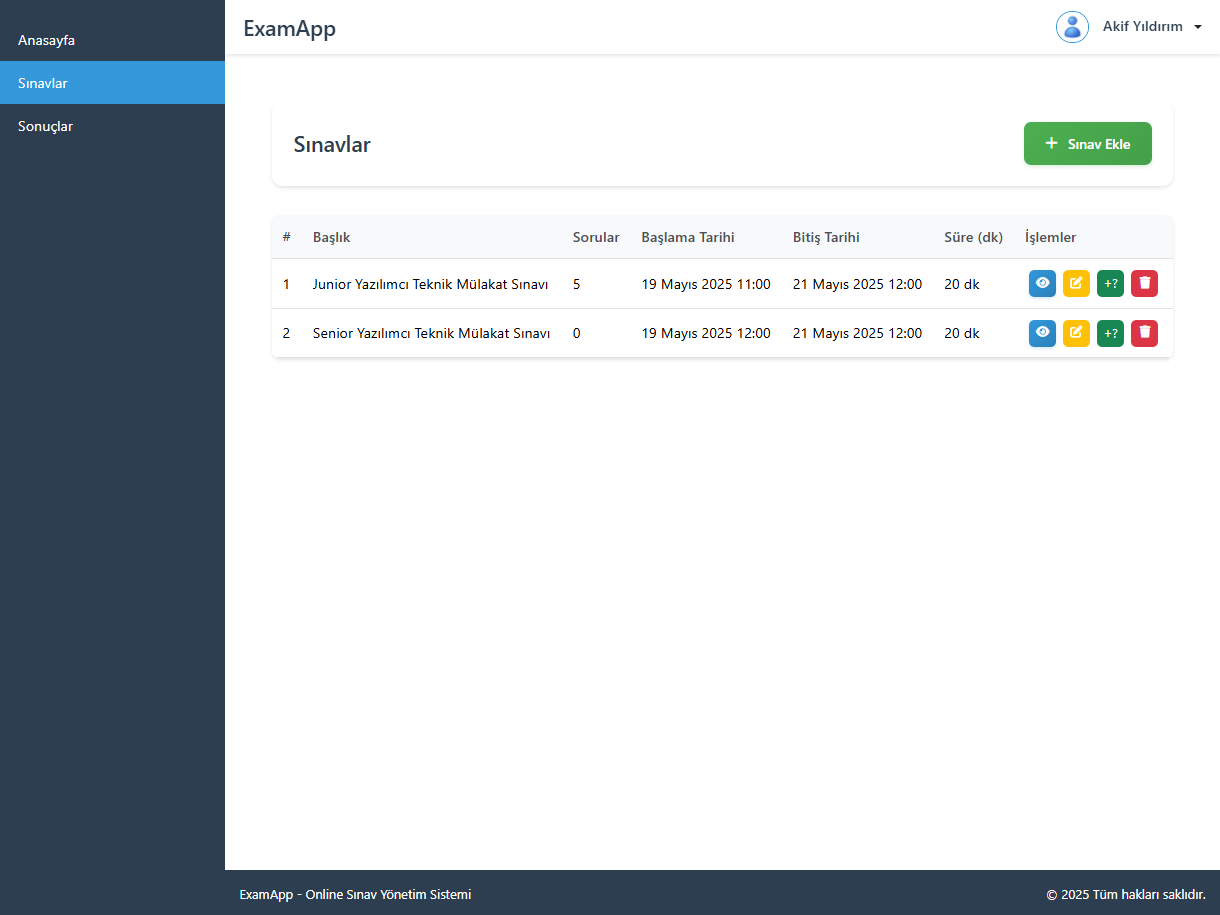 Anasayfa
Sınavlar
Sonuçlar
ExamApp
Akif Yıldırım
Sınavlar
+ Sınav Ekle
# Başlık Sorular Başlama Tarihi Bitiş Tarihi Süre (dk) İşlemler
1 Junior Yazılımcı Teknik Mülakat Sınavı 5 19 Mayıs 2025 11:00 21 Mayıs 2025 12:00 20 dk +?
2 Senior Yazılımcı Teknik Mülakat Sınavı 0 19 Mayıs 2025 12:00 21 Mayıs 2025 12:00 20 dk +?
ExamApp - Online Sınav Yönetim Sistemi
© 2025 Tüm hakları saklıdır.